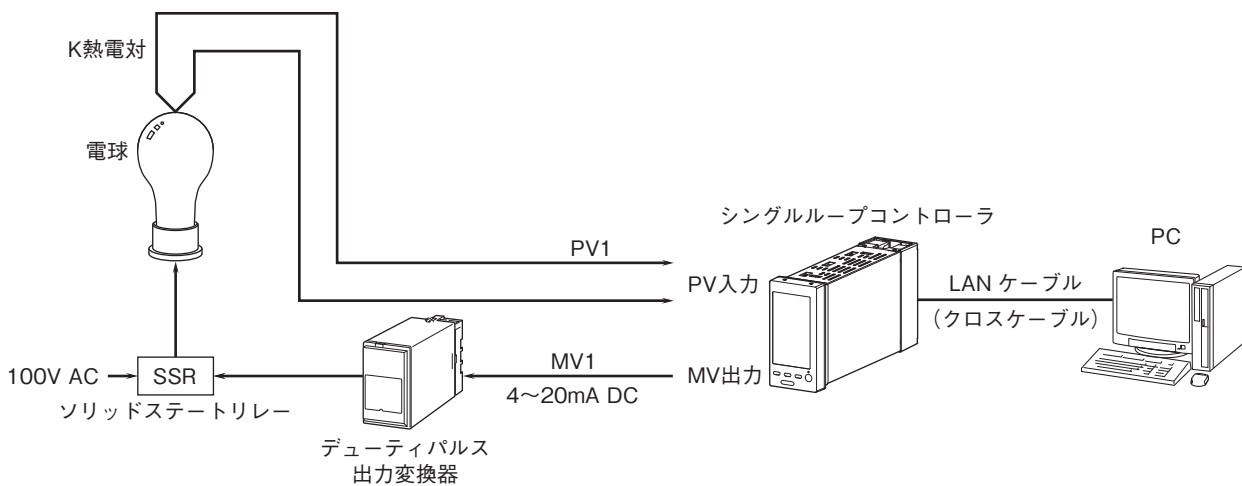 K熱電対
電球
シングルループコントローラ
PC
PV1
PV入力
LAN ケーブル
(クロスケーブル)
MV1
MV出力
4〜20mA DC
100V AC
SSR
ソリッドステートリレー
デューティパルス
出力変換器